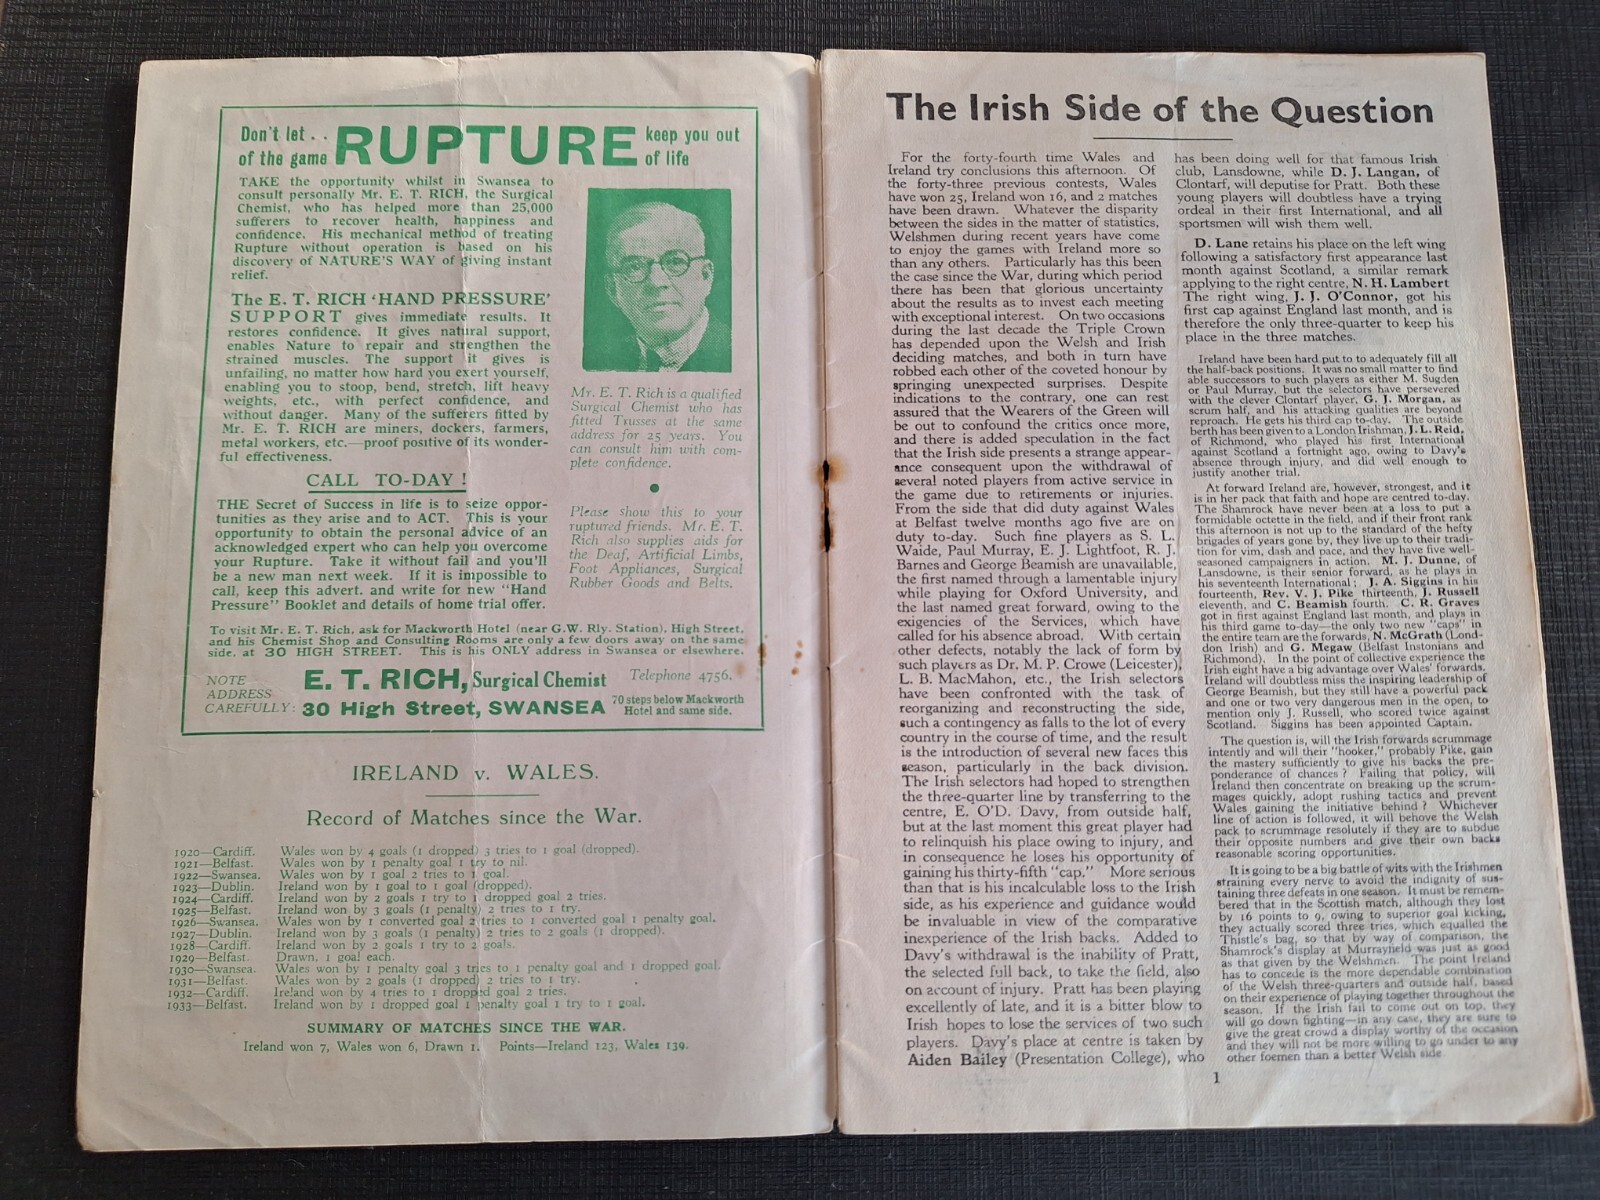 Don't let . . RUPTURE keep you out
of the game of life
TAKE the opportunity whilst in Swansea to
consult personally Mr. E. T. RICH, the Surgical
Chemist, who has helped more than 25,000
sufferers to recover health, happiness and
confidence. His mechanical method of treating
Rupture without operation is based on his
discovery of NATURE'S WAY of giving instant
relief.
The E. T. RICH 'HAND PRESSURE'
SUPPORT gives immediate results. It
restores confidence. It gives natural support,
enables Nature to repair and strengthen the
strained muscles. The support it gives is
unfailing, no matter how hard you exert yourself,
enabling you to stoop, bend, stretch, lift heavy
weights, etc., with perfect confidence, and
without danger. Many of the sufferers fitted by
Mr. E. T. RICH are miners, dockers, farmers,
metal workers, etc.—proof positive of its wonder-
ful effectiveness.
CALL TO-DAY !
THE Secret of Success in life is to seize oppor-
tunities as they arise and to ACT. This is your
opportunity to obtain the personal advice of an
acknowledged expert who can help you overcome
your Rupture. Take it without fail and you'll
be a new man next week. If it is impossible to
call, keep this advert. and write for new "Hand
Pressure" Booklet and details of home trial offer.
Mr. E. T. Rich is a qualified
Surgical Chemist who has
fitted Trusses at the same
address for 25 years. You
can consult him with com-
plete confidence.
Please show this to your
ruptured friends. Mr. E. T.
Rich also supplies aids for
the Deaf, Artificial Limbs,
Foot Appliances, Surgical
Rubber Goods and Belts.
To visit Mr. E. T. Rich, ask for Mackworth Hotel (near G.W. Rly. Station), High Street,
and his Chemist Shop and Consulting Rooms are only a few doors away on the same
side, at 30 HIGH STREET. This is his ONLY address in Swansea or elsewhere.
NOTE
ADDRESS
CAREFULLY:
E. T. RICH, Surgical Chemist Telephone 4756.
30 High Street, SWANSEA 70 steps below Mackworth
Hotel and same side.
IRELAND v. WALES.
Record of Matches since the War.
1920—Cardiff. Wales won by 4 goals (1 dropped) 3 tries to 1 goal (dropped).
1921—Belfast. Wales won by 1 penalty goal 1 try to nil.
1922—Swansea. Wales won by 1 goal 2 tries to 1 goal.
1923—Dublin. Ireland won by 1 goal to 1 goal (dropped).
1924—Cardiff. Ireland won by 2 goals 1 try to 1 dropped goal 2 tries.
1925—Belfast. Ireland won by 3 goals (1 penalty) 2 tries to 1 try.
1926—Swansea. Wales won by 1 converted goal 2 tries to 1 converted goal 1 penalty goal.
1927—Dublin. Ireland won by 3 goals (1 penalty) 2 tries to 2 goals (1 dropped).
1928—Cardiff. Ireland won by 2 goals 1 try to 2 goals.
1929—Belfast. Drawn, 1 goal each.
1930—Swansea. Wales won by 1 penalty goal 3 tries to 1 penalty goal and 1 dropped goal.
1931—Belfast. Wales won by 2 goals (1 dropped) 2 tries to 1 try.
1932—Cardiff. Ireland won by 4 tries to 1 dropped goal 2 tries.
1933—Belfast. Ireland won by 1 dropped goal 1 penalty goal 1 try to 1 goal.
SUMMARY OF MATCHES SINCE THE WAR.
Ireland won 7, Wales won 6, Drawn 1. Points—Ireland 123, Wales 139.
The Irish Side of the Question
For the forty-fourth time Wales and
Ireland try conclusions this afternoon. Of
the forty-three previous contests, Wales
have won 25, Ireland won 16, and 2 matches
have been drawn. Whatever the disparity
between the sides in the matter of statistics,
Welshmen during recent years have come
to enjoy the games with Ireland more so
than any others. Particularly has this been
the case since the War, during which period
there has been that glorious uncertainty
about the results as to invest each meeting
with exceptional interest. On two occasions
during the last decade the Triple Crown
has depended upon the Welsh and Irish
deciding matches, and both in turn have
robbed each other of the coveted honour by
springing unexpected surprises. Despite
indications to the contrary, one can rest
assured that the Wearers of the Green will
be out to confound the critics once more,
and there is added speculation in the fact
that the Irish side presents a strange appear-
ance consequent upon the withdrawal of
several noted players from active service in
the game due to retirements or injuries.
From the side that did duty against Wales
at Belfast twelve months ago five are on
duty to-day. Such fine players as S. L.
Waide, Paul Murray, E. J. Lightfoot, R. J.
Barnes and George Beamish are unavailable,
the first named through a lamentable injury
while playing for Oxford University, and
the last named great forward, owing to the
exigencies of the Services, which have
called for his absence abroad. With certain
other defects, notably the lack of form by
such players as Dr. M. P. Crowe (Leicester),
L. B. MacMahon, etc., the Irish selectors
have been confronted with the task of
reorganizing and reconstructing the side,
such a contingency as falls to the lot of every
country in the course of time, and the result
is the introduction of several new faces this
season, particularly in the back division.
The Irish selectors had hoped to strengthen
the three-quarter line by transferring to the
centre, E. O'D. Davy, from outside half,
but at the last moment this great player had
to relinquish his place owing to injury, and
in consequence he loses his opportunity of
gaining his thirty-fifth "cap." More serious
than that is his incalculable loss to the Irish
side, as his experience and guidance would
be invaluable in view of the comparative
inexperience of the Irish backs. Added to
Davy's withdrawal is the inability of Pratt,
the selected full back, to take the field, also
on account of injury. Pratt has been playing
excellently of late, and it is a bitter blow to
Irish hopes to lose the services of two such
players. Davy's place at centre is taken by
Aiden Bailey (Presentation College), who
has been doing well for that famous Irish
club, Lansdowne, while D. J. Langan, of
Clontarf, will deputise for Pratt. Both these
young players will doubtless have a trying
ordeal in their first International, and all
sportsmen will wish them well.
D. Lane retains his place on the left wing
following a satisfactory first appearance last
month against Scotland, a similar remark
applying to the right centre, N. H. Lambert
The right wing, J. J. O'Connor, got his
first cap against England last month, and is
therefore the only three-quarter to keep his
place in the three matches.
Ireland have been hard put to to adequately fill all
the half-back positions. It was no small matter to find
able successors to such players as either M. Sugden
or Paul Murray, but the selectors have persevered
with the clever Clontarf player, G. J. Morgan, as
scrum half, and his attacking qualities are beyond
reproach. He gets his third cap to-day. The outside
berth has been given to a London Irishman, J. L. Reid,
of Richmond, who played his first International
against Scotland a fortnight ago, owing to Davy's
absence through injury, and did well enough to
justify another trial.
At forward Ireland are, however, strongest, and it
is in her pack that faith and hope are centred to-day.
The Shamrock have never been at a loss to put a
formidable octette in the field, and if their front rank
this afternoon is not up to the standard of the hefty
brigades of years gone by, they live up to their tradi-
tion for vim, dash and pace, and they have five well-
seasoned campaigners in action. M. J. Dunne, of
Lansdowne, is their senior forward, as he plays in
his seventeenth International; J. A. Siggins in his
fourteenth, Rev. V. J. Pike thirteenth, J. Russell
eleventh, and C. Beamish fourth. C. R. Graves
got in first against England last month, and plays in
his third game to-day—the only two new "caps" in
the entire team are the forwards, N. McGrath (Lond-
don Irish) and G. Megaw (Belfast Instonians and
Richmond). In the point of collective experience the
Irish eight have a big advantage over Wales' forwards.
Ireland will doubtless miss the inspiring leadership of
George Beamish, but they still have a powerful pack
and one or two very dangerous men in the open, to
mention only J. Russell, who scored twice against
Scotland. Siggins has been appointed Captain.
The question is, will the Irish forwards scrummage
intently and will their "hooker," probably Pike, gain
the mastery sufficiently to give his backs the pre-
ponderance of chances? Failing that policy, will
Ireland then concentrate on breaking up the scrum-
mages quickly, adopt rushing tactics and prevent
Wales gaining the initiative behind? Whichever
line of action is followed, it will behove the Welsh
pack to scrummage resolutely if they are to subdue
their opposite numbers and give their own backs
reasonable scoring opportunities.
It is going to be a big battle of wits with the Irishmen
straining every nerve to avoid the indignity of sus-
taining three defeats in one season. It must be remem-
bered that in the Scottish match, although they lost
by 16 points to 9, owing to superior goal kicking,
they actually scored three tries, which equalled the
Thistle's bag, so that by way of comparison, the
Shamrock's display at Murrayfield was just as good
as that given by the Welshmen. The point Ireland
has to concede is the more dependable combination
of the Welsh three-quarters and outside half, based
on their experience of playing together throughout the
season. If the Irish fail to come out on top, they
will go down fighting—in any case, they are sure to
give the great crowd a display worthy of the occasion
and they will not be more willing to go under to any
other foemen than a better Welsh side
1